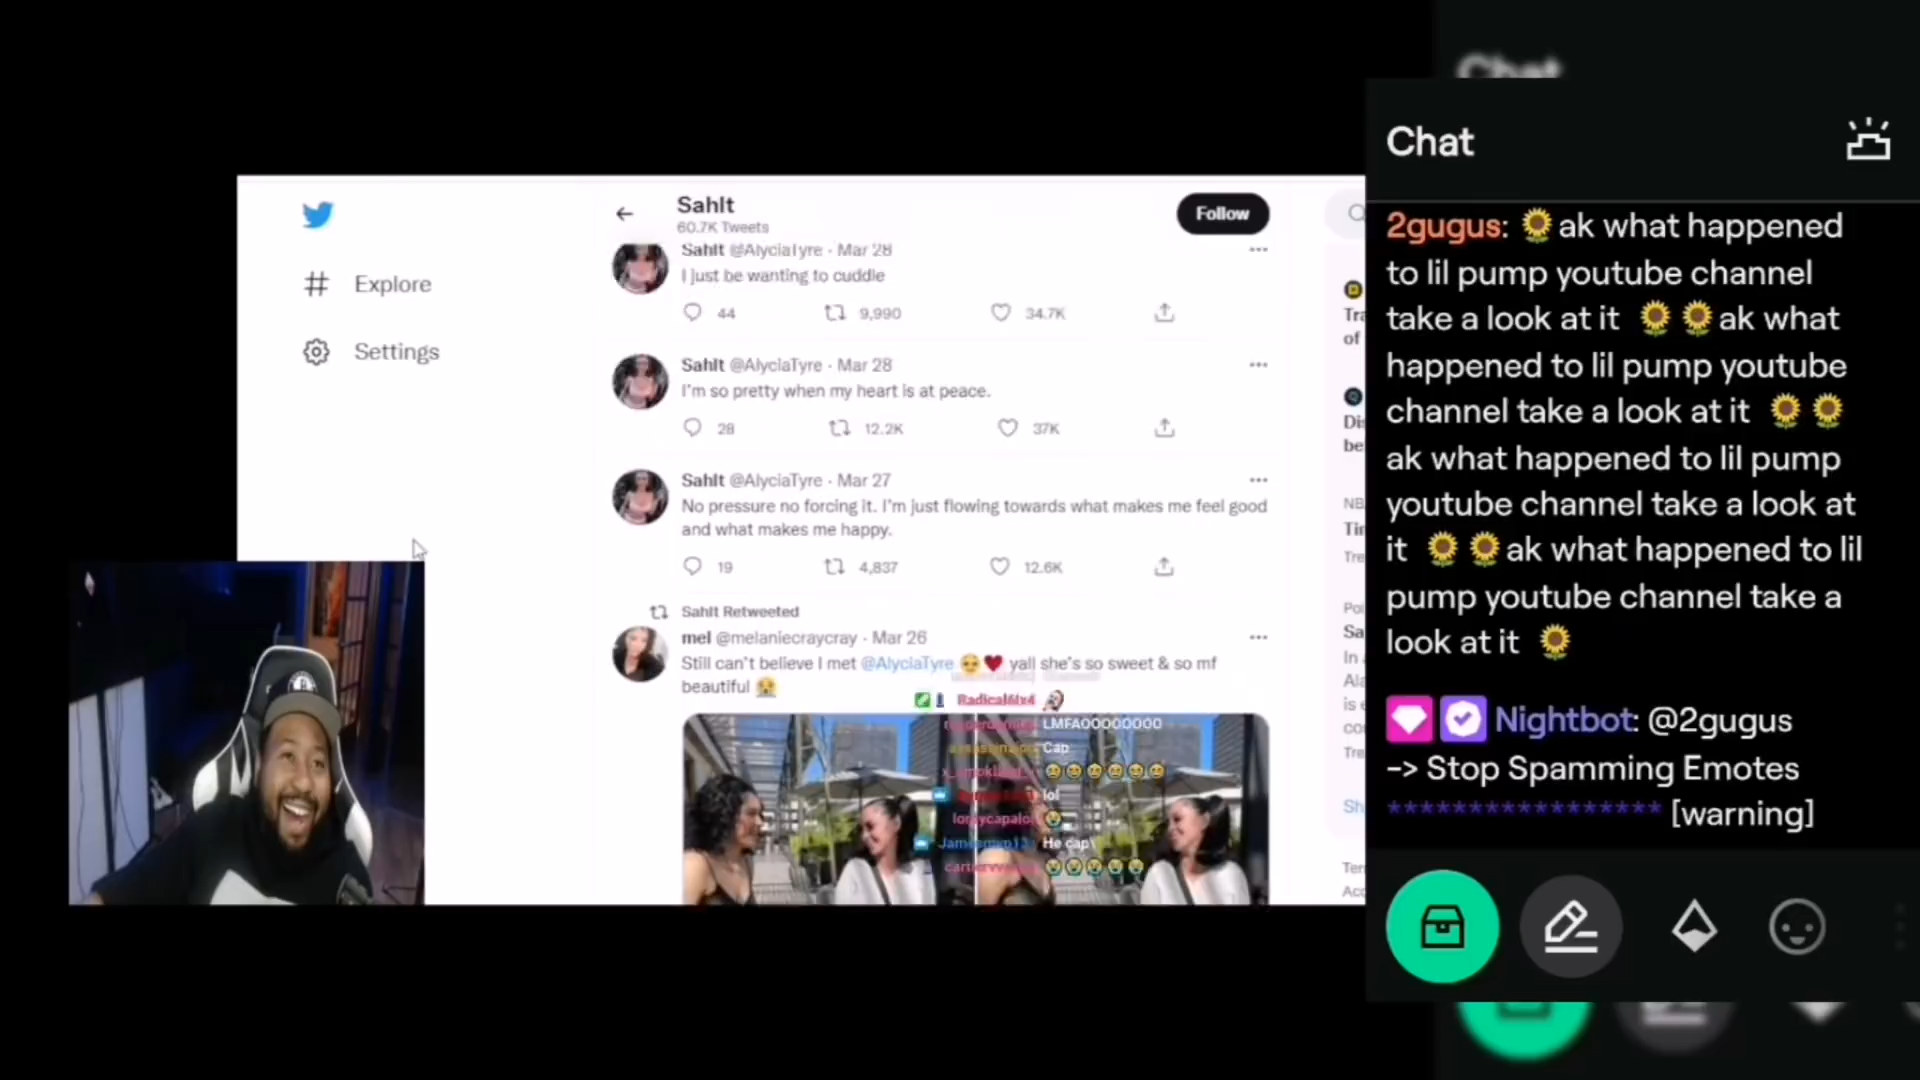 Explore
Settings
Sahlt
60.7K Tweets
Follow
Sahlt @AlyciaTyre · Mar 28
I just be wanting to cuddle
44 9,990 34.7K
Sahlt @AlyciaTyre · Mar 28
I'm so pretty when my heart is at peace.
28 12.2K 37K
Sahlt @AlyciaTyre · Mar 27
No pressure no forcing it. I'm just flowing towards what makes me feel good
and what makes me happy.
19 4,837 12.6K
Sahlt Retweeted
mel @melaniecraycray · Mar 26
Still can't believe I met @AlyciaTyre 🥺❤️ yall she's so sweet & so mf
beautiful 😭
LMFAOOOOOOOO
Cap
lol
He cap\
Chat
Chat
2gugus: 🌻ak what happened
to lil pump youtube channel
take a look at it 🌻🌻ak what
happened to lil pump youtube
channel take a look at it 🌻🌻
ak what happened to lil pump
youtube channel take a look at
it 🌻🌻ak what happened to lil
pump youtube channel take a
look at it 🌻
Nightbot: @2gugus
-> Stop Spamming Emotes
***************** [warning]